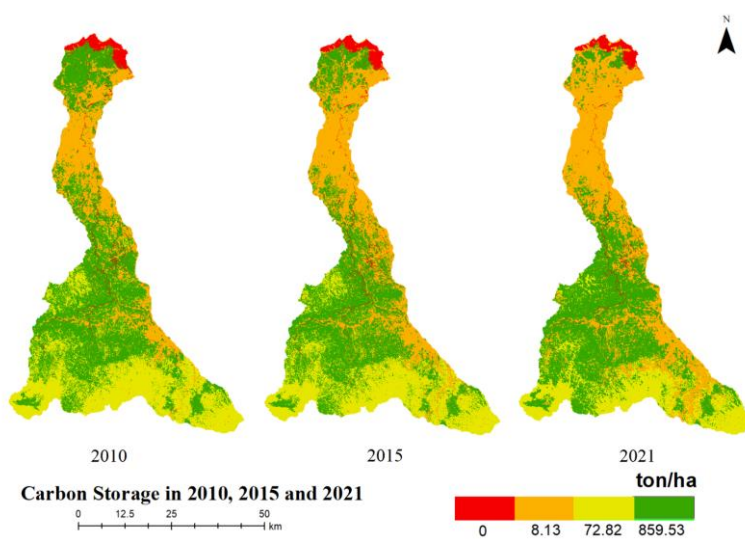 N
2010 2015 2021
Carbon Storage in 2010, 2015 and 2021
ton/ha
0 12.5 25 50
km
0 8.13 72.82 859.53